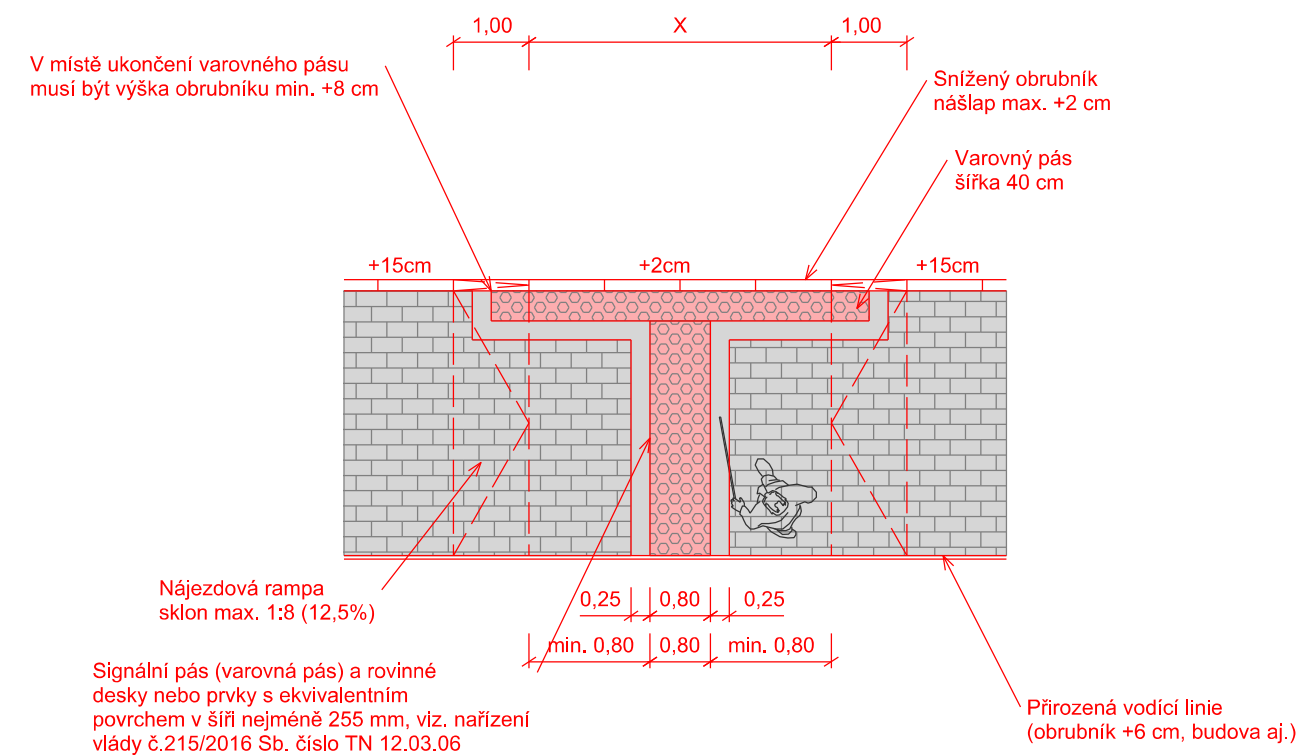 1,00
X
1,00
V místě ukončení varovného pásu
musí být výška obrubníku min. +8 cm
Snížený obrubník
nášlap max. +2 cm
Varovný pás
šířka 40 cm
+15cm
+2cm
+15cm
Nájezdová rampa
sklon max. 1:8 (12,5%)
0,25
0,80
0,25
min. 0,80
0,80
min. 0,80
Signální pás (varovná pás) a rovinné
desky nebo prvky s ekvivalentním
povrchem v šíři nejméně 255 mm, viz. nařízení
vlády č.215/2016 Sb. číslo TN 12.03.06
Přirozená vodící linie
(obrubník +6 cm, budova aj.)